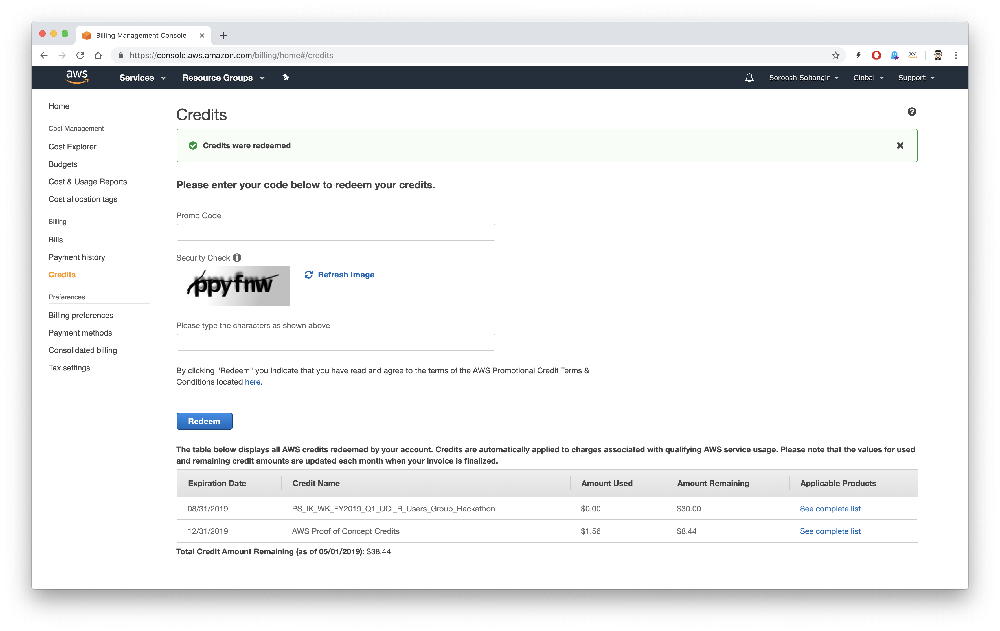 Billing Management Console
https://console.aws.amazon.com/billing/home#/credits
aea
aws
Services
Resource Groups
Soroosh Sohangir
Global
Support
Home
Cost Management
Cost Explorer
Budgets
Cost & Usage Reports
Cost allocation tags
Billing
Bills
Payment history
Credits
Preferences
Billing preferences
Payment methods
Consolidated billing
Tax settings
Credits
Credits were redeemed
Please enter your code below to redeem your credits.
Promo Code
Security Check
ppyfnw
Refresh Image
Please type the characters as shown above
By clicking "Redeem" you indicate that you have read and agree to the terms of the AWS Promotional Credit Terms &
Conditions located here.
Redeem
The table below displays all AWS credits redeemed by your account. Credits are automatically applied to charges associated with qualifying AWS service usage. Please note that the values for used
and remaining credit amounts are updated each month when your invoice is finalized.
Expiration Date Credit Name Amount Used Amount Remaining Applicable Products
08/31/2019 PS_IK_WK_FY2019_Q1_UCI_R_Users_Group_Hackathon $0.00 $30.00 See complete list
12/31/2019 AWS Proof of Concept Credits $1.56 $8.44 See complete list
Total Credit Amount Remaining (as of 05/01/2019): $38.44